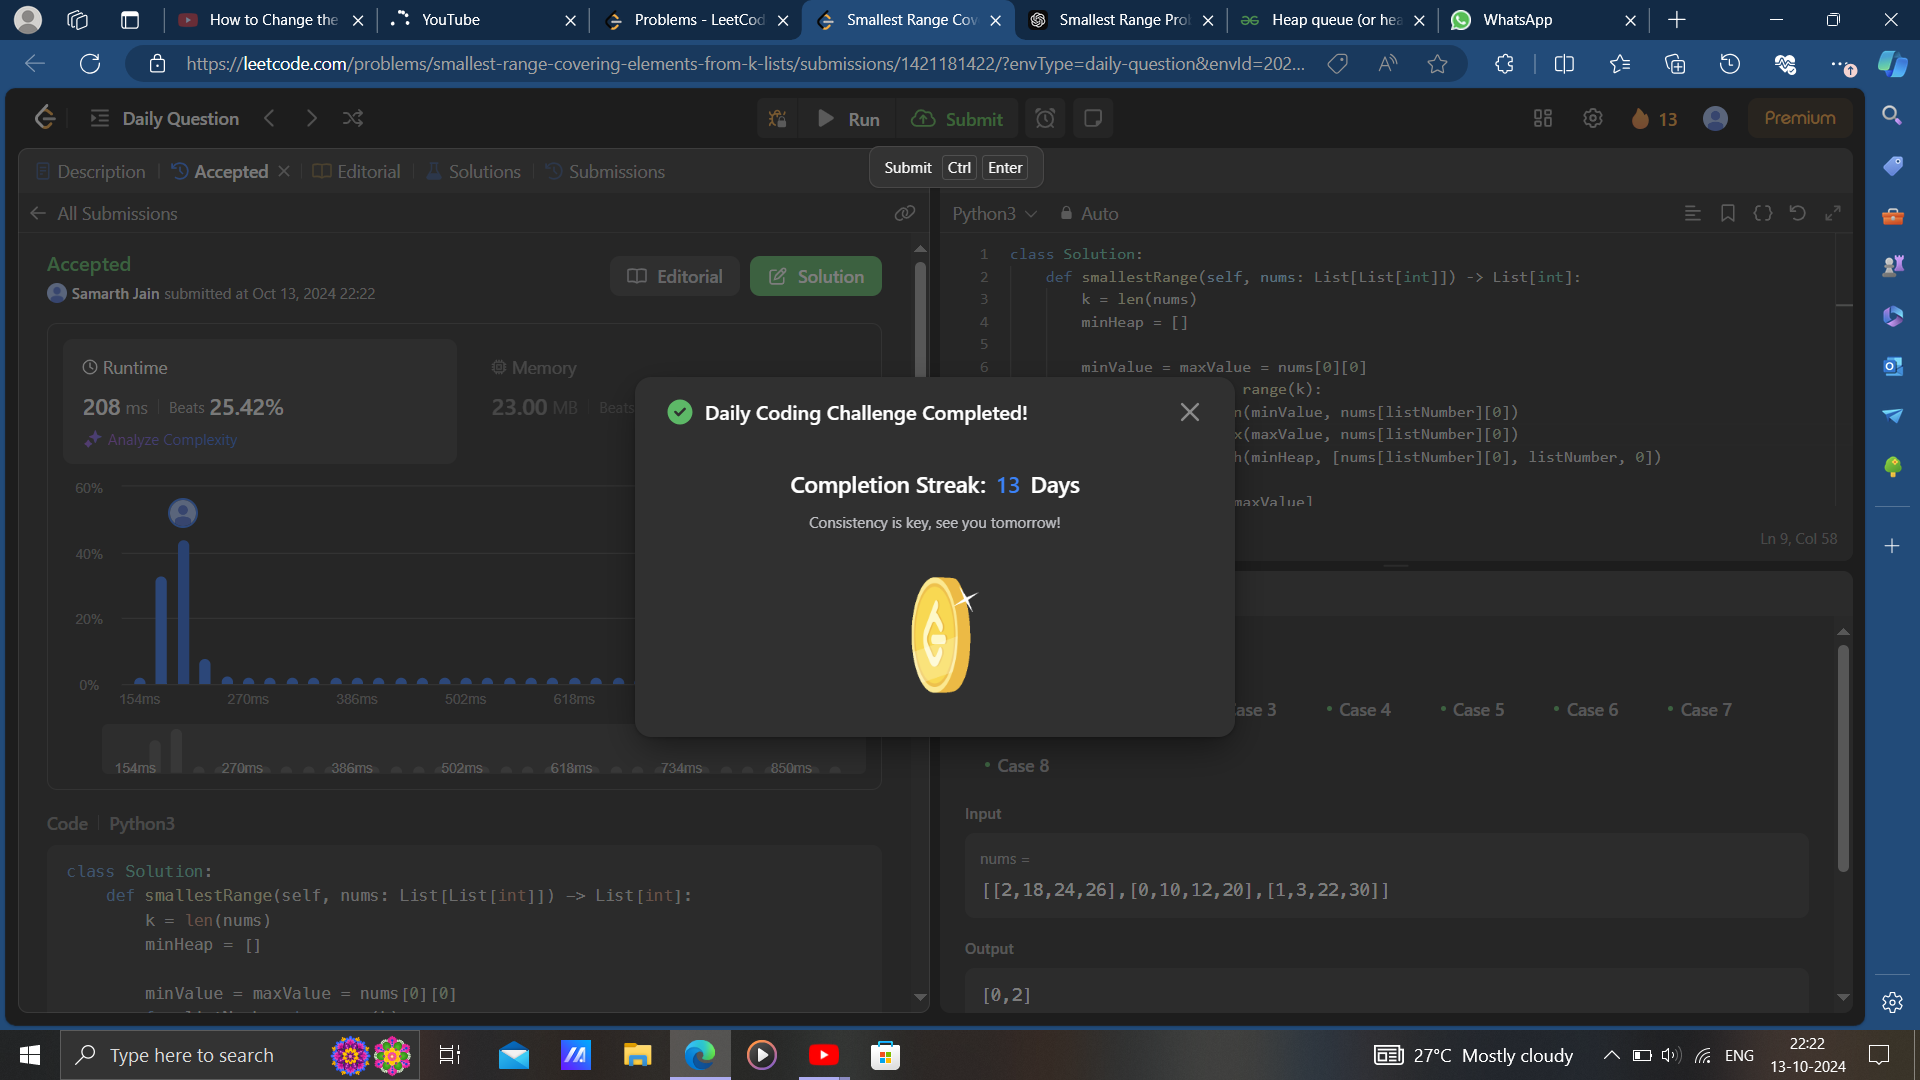 How to Change the
YouTube
Problems - LeetCod
Smallest Range Cov
Smallest Range Pro
Heap queue (or hea
WhatsApp
https://leetcode.com/problems/smallest-range-covering-elements-from-k-lists/submissions/1421181422/?envType=daily-question&envId=202...
Daily Question
Run
Submit
13
Premium
Description
Accepted
Editorial
Solutions
Submissions
Submit Ctrl Enter
All Submissions
Python3
Auto
Accepted
Samarth Jain submitted at Oct 13, 2024 22:22
Editorial
Solution
Runtime
208 ms
Beats 25.42%
Analyze Complexity
Memory
23.00 MB
Beats
60%
40%
20%
0%
154ms 270ms 386ms 502ms 618ms
154ms 270ms 386ms 502ms 618ms 734ms 850ms
Code
Python3
class Solution:
def smallestRange(self, nums: List[List[int]]) -> List[int]:
k = len(nums)
minHeap = []
minValue = maxValue = nums[0][0]
1 class Solution:
2 def smallestRange(self, nums: List[List[int]]) -> List[int]:
3 k = len(nums)
4 minHeap = []
5
6 minValue = maxValue = nums[0][0]
range(k):
n(minValue, nums[listNumber][0])
x(maxValue, nums[listNumber][0])
h(minHeap, [nums[listNumber][0], listNumber, 0])
maxValue]
Ln 9, Col 58
Daily Coding Challenge Completed!
Completion Streak: 13 Days
Consistency is key, see you tomorrow!
ase 3
Case 4
Case 5
Case 6
Case 7
Case 8
Input
nums =
[[2,18,24,26],[0,10,12,20],[1,3,22,30]]
Output
[0,2]
Type here to search
27°C Mostly cloudy
ENG
22:22
13-10-2024